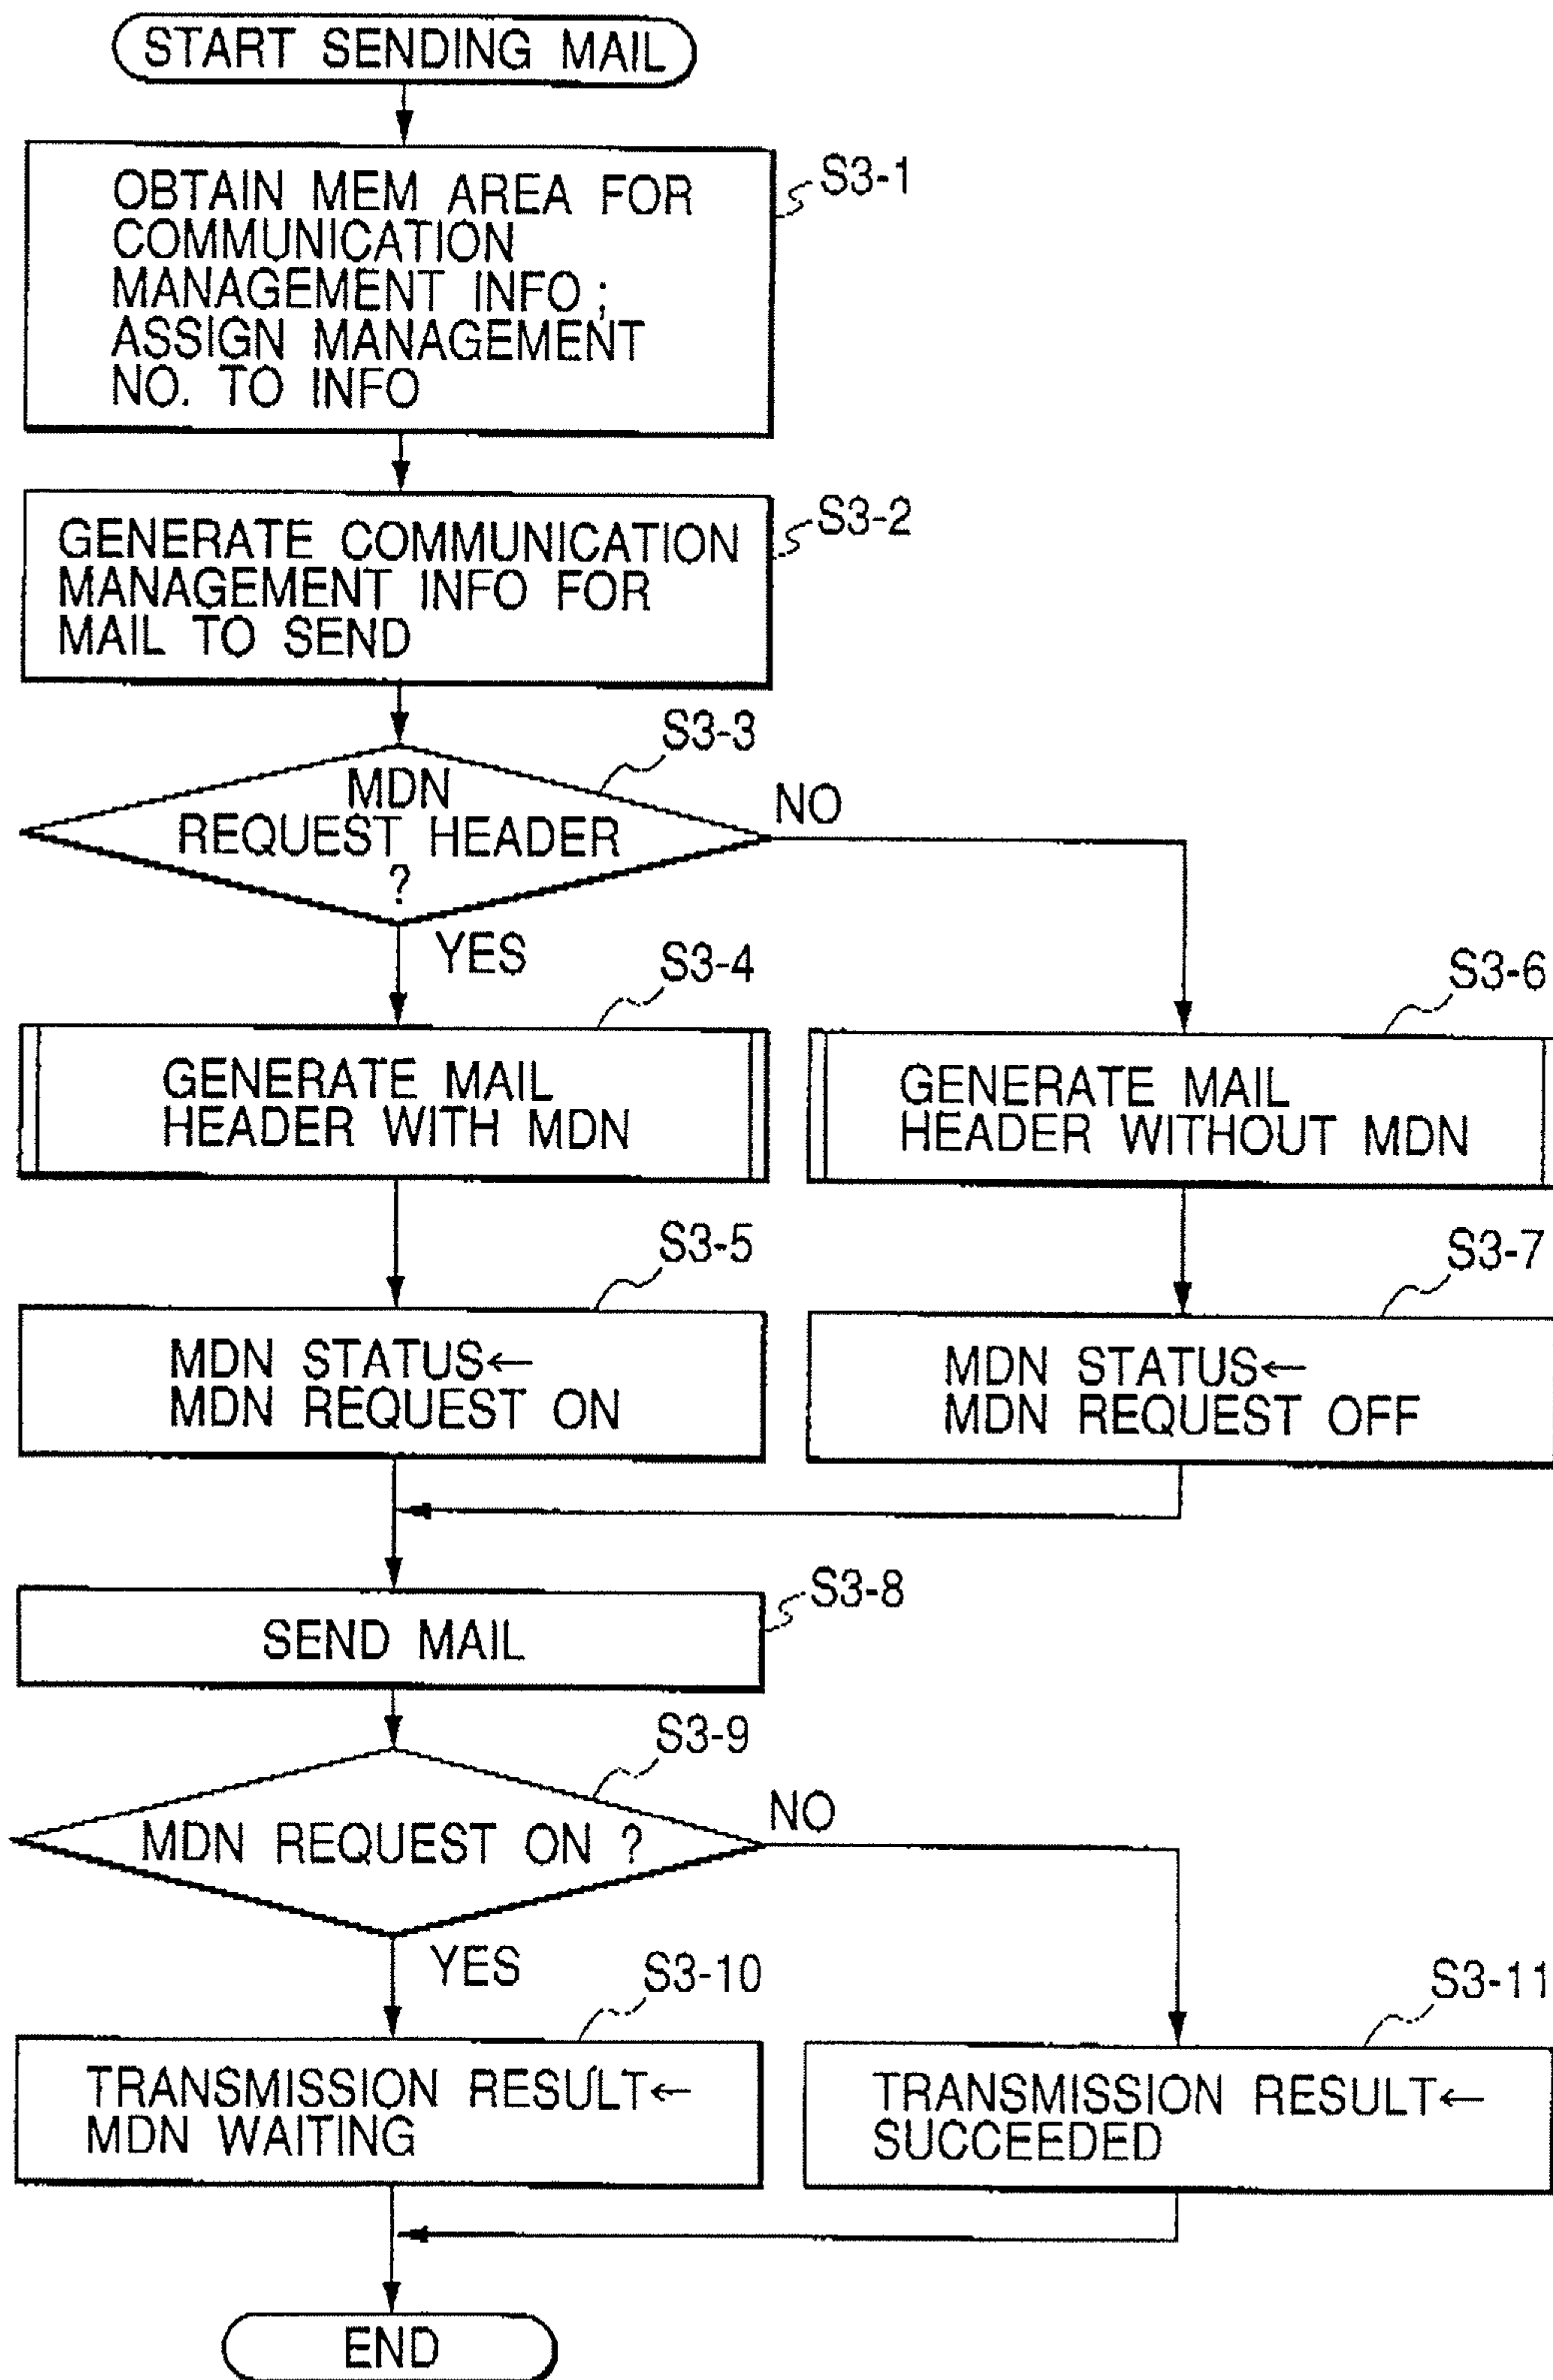 START SENDING MAIL
OBTAIN MEM AREA FOR
COMMUNICATION
MANAGEMENT INFO ;
ASSIGN MANAGEMENT
NO. TO INFO
S3-1
GENERATE COMMUNICATION
MANAGEMENT INFO FOR
MAIL TO SEND
S3-2
MDN
REQUEST HEADER
?
S3-3
NO
YES
S3-4
GENERATE MAIL
HEADER WITH MDN
S3-6
GENERATE MAIL
HEADER WITHOUT MDN
S3-5
MDN STATUS←
MDN REQUEST ON
S3-7
MDN STATUS←
MDN REQUEST OFF
S3-8
SEND MAIL
S3-9
MDN REQUEST ON ?
NO
YES
S3-10
TRANSMISSION RESULT←
MDN WAITING
S3-11
TRANSMISSION RESULT←
SUCCEEDED
END